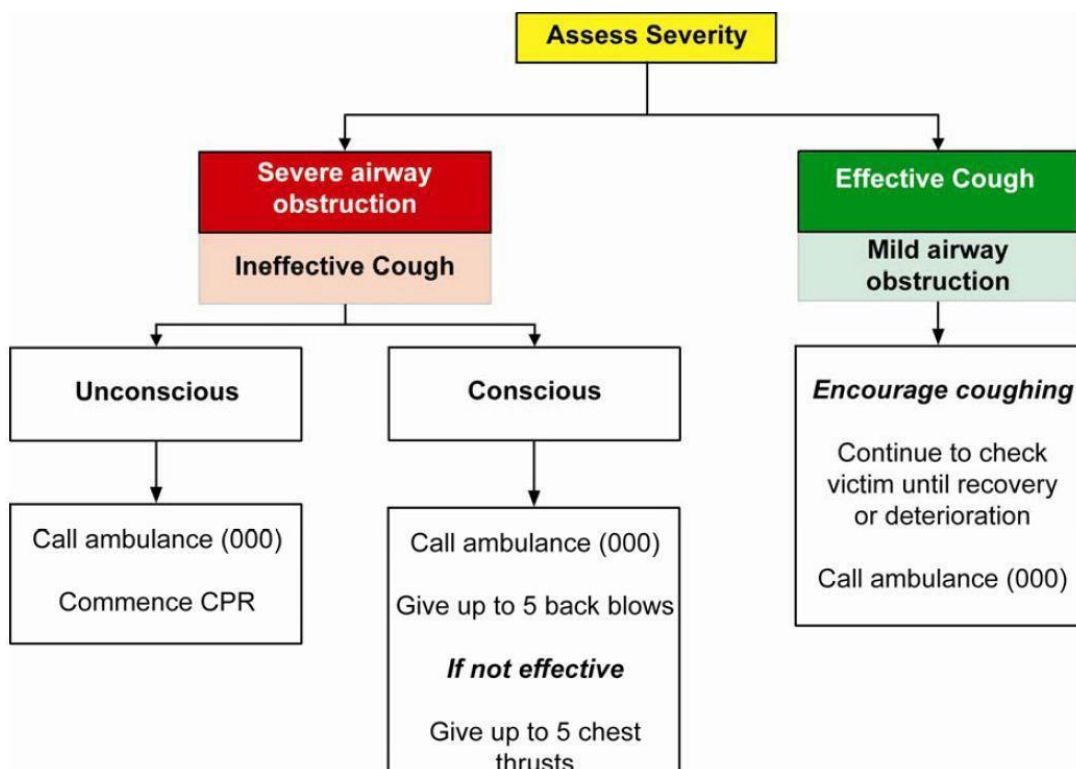 Assess Severity
Severe airway
obstruction
Ineffective Cough
Effective Cough
Mild airway
obstruction
Unconscious
Conscious
Encourage coughing
Continue to check
victim until recovery
or deterioration
Call ambulance (000)
Call ambulance (000)
Commence CPR
Call ambulance (000)
Give up to 5 back blows
If not effective
Give up to 5 chest
thrusts